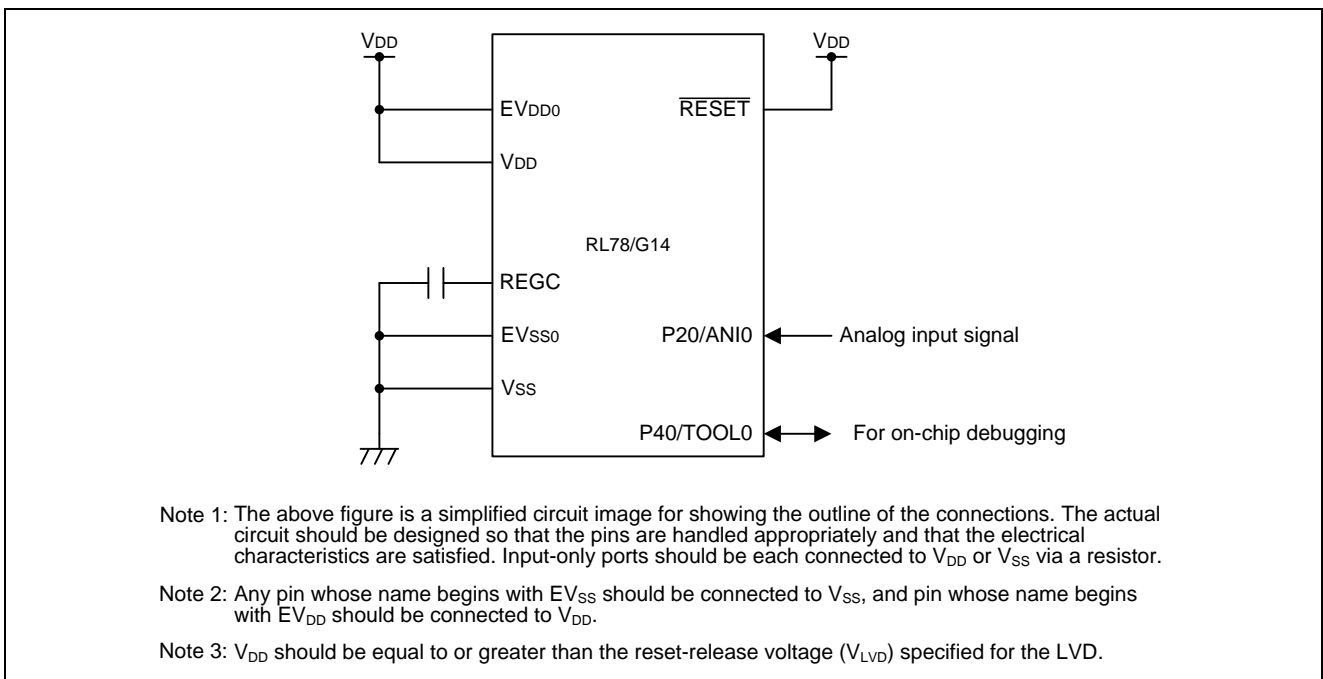 VDD
VDD
EVDD0
RESET
VDD
RL78/G14
REGC
EVSS0
P20/ANI0
Analog input signal
VSS
P40/TOOL0
For on-chip debugging
Note 1: The above figure is a simplified circuit image for showing the outline of the connections. The actual
circuit should be designed so that the pins are handled appropriately and that the electrical
characteristics are satisfied. Input-only ports should be each connected to VDD or VSS via a resistor.
Note 2: Any pin whose name begins with EVSS should be connected to VSS, and pin whose name begins
with EVDD should be connected to VDD.
Note 3: VDD should be equal to or greater than the reset-release voltage (VLVD) specified for the LVD.